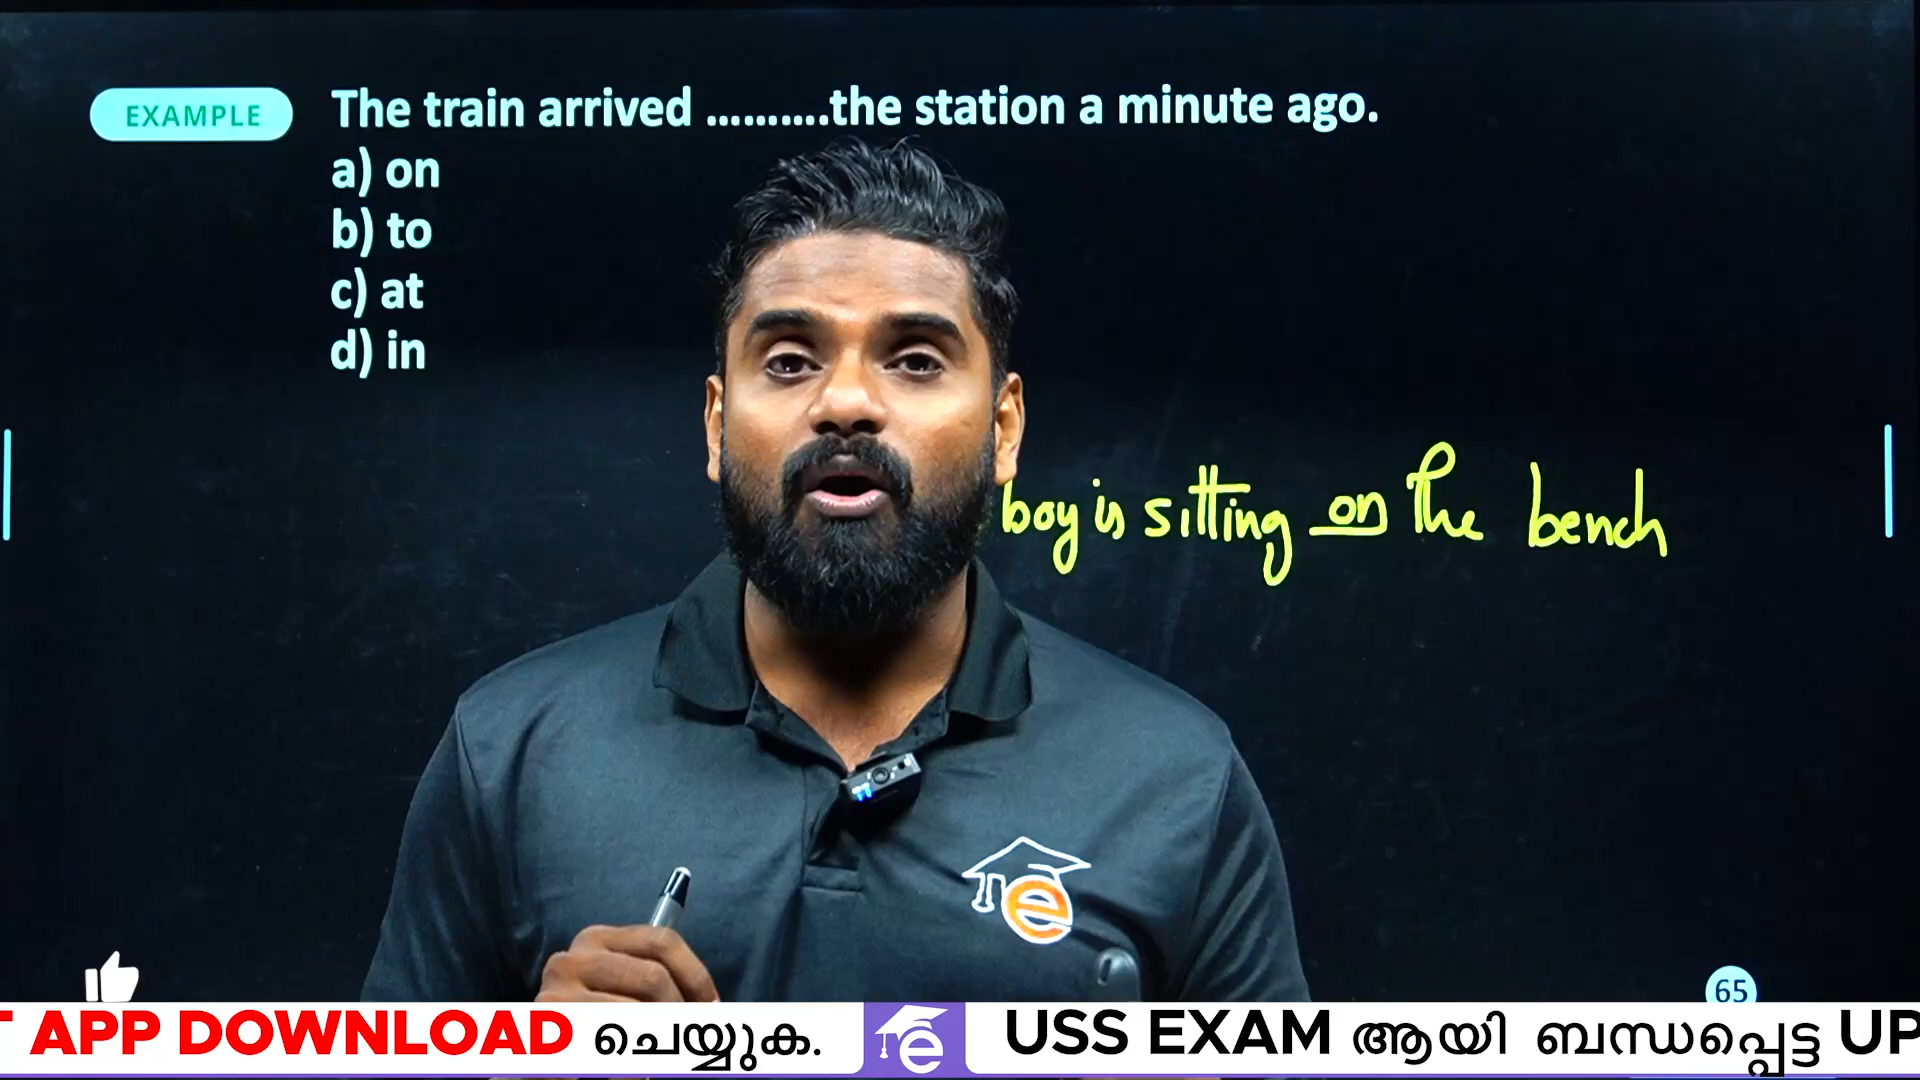 EXAMPLE The train arrived ..........the station a minute ago.
a) on
b) to
c) at
d) in
boy is sitting on the bench
65
APP DOWNLOAD ചെയ്യുക. e USS EXAM ആയി ബന്ധപ്പെട്ട UP